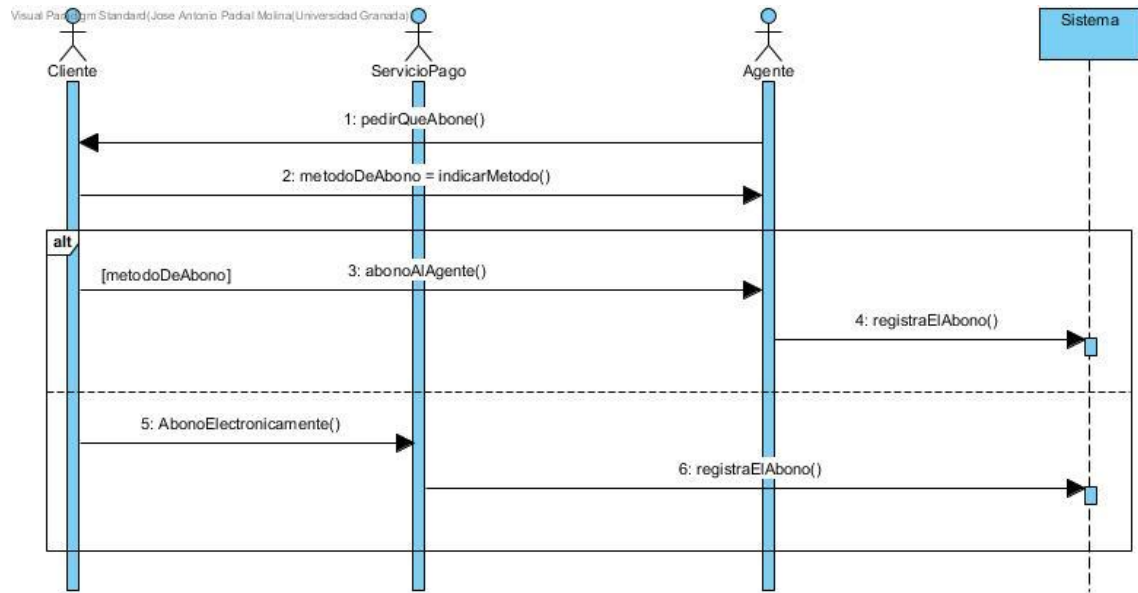 Visual Paradigm Standard(Jose Antonio Padial Molina(Universidad Granada))
Cliente
ServicioPago
Agente
Sistema
1: pedirQueAbone()
2: metodoDeAbono = indicarMetodo()
alt
[metodoDeAbono]
3: abonoAlAgente()
4: registraElAbono()
5: AbonoElectronicamente()
6: registraElAbono()